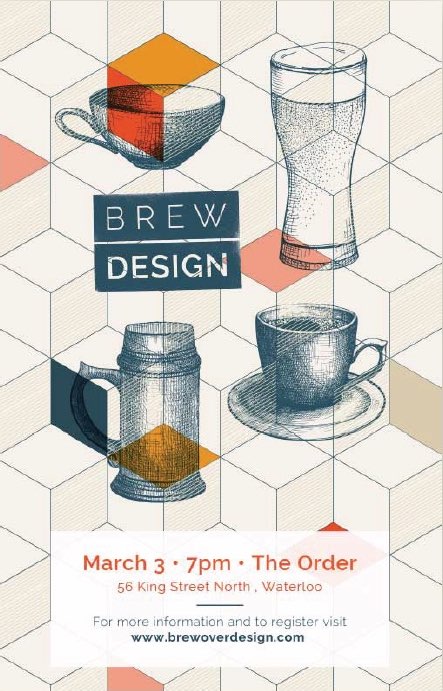 BREW
DESIGN
March 3 • 7pm • The Order
56 King Street North , Waterloo
For more information and to register visit
www.brewoverdesign.com